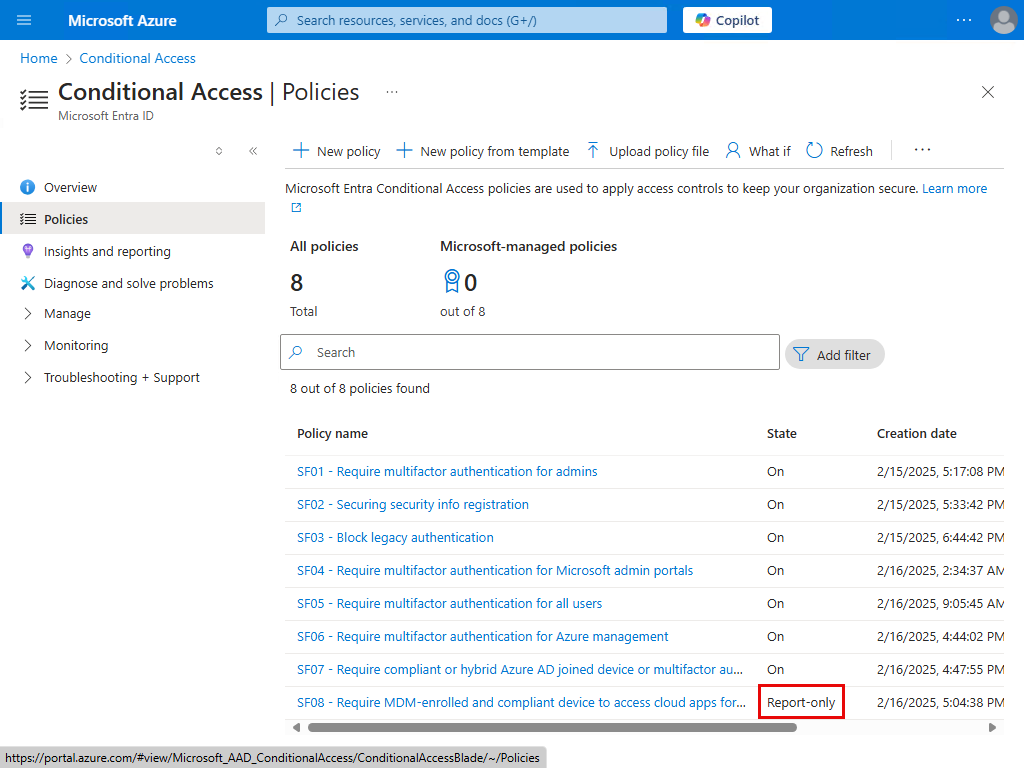 Microsoft Azure
Search resources, services, and docs (G+/)
Copilot
Home > Conditional Access
Conditional Access | Policies
Microsoft Entra ID
New policy
New policy from template
Upload policy file
What if
Refresh
Overview
Policies
Insights and reporting
Diagnose and solve problems
Manage
Monitoring
Troubleshooting + Support
Microsoft Entra Conditional Access policies are used to apply access controls to keep your organization secure. Learn more
All policies
8
Total
Microsoft-managed policies
0
out of 8
Search
Add filter
8 out of 8 policies found
Policy name State Creation date
SF01 - Require multifactor authentication for admins On 2/15/2025, 5:17:08 PM
SF02 - Securing security info registration On 2/15/2025, 5:33:42 PM
SF03 - Block legacy authentication On 2/15/2025, 6:44:42 PM
SF04 - Require multifactor authentication for Microsoft admin portals On 2/16/2025, 2:34:37 AM
SF05 - Require multifactor authentication for all users On 2/16/2025, 9:05:45 AM
SF06 - Require multifactor authentication for Azure management On 2/16/2025, 4:44:02 PM
SF07 - Require compliant or hybrid Azure AD joined device or multifactor au... On 2/16/2025, 4:47:55 PM
SF08 - Require MDM-enrolled and compliant device to access cloud apps for... Report-only 2/16/2025, 5:04:38 PM
https://portal.azure.com/#view/Microsoft_AAD_ConditionalAccess/ConditionalAccessBlade/~/Policies